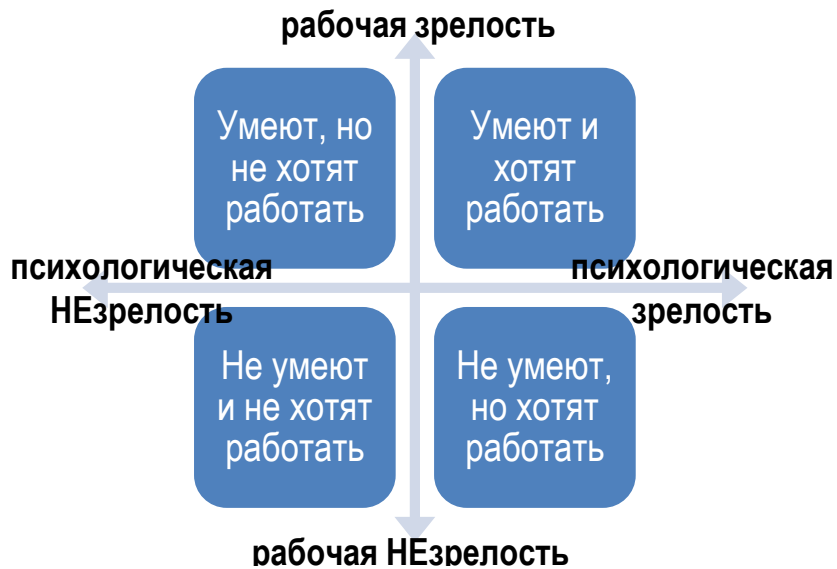 рабочая зрелость
Умеют, но
не хотят
работать
Умеют и
хотят
работать
психологическая
НЕзрелость
психологическая
зрелость
Не умеют
и не хотят
работать
Не умеют,
но хотят
работать
рабочая НЕзрелость